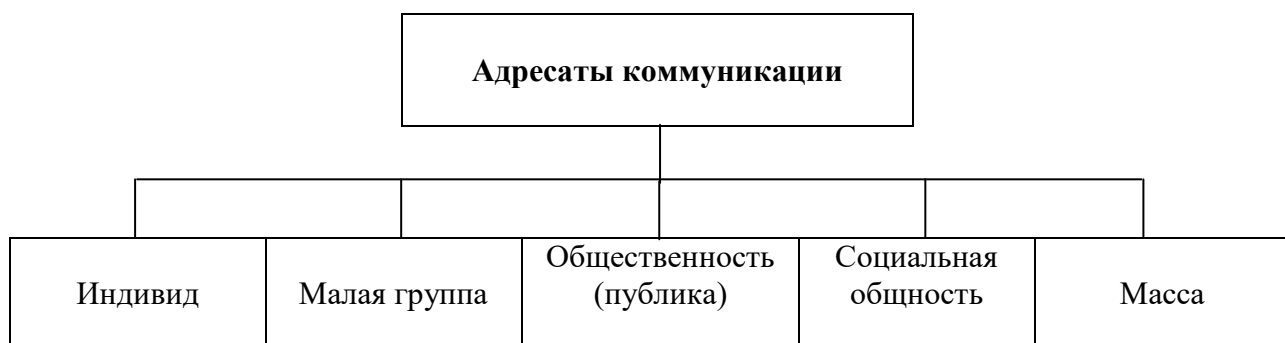 Адресаты коммуникации
Индивид
Малая группа
Общественность
(публика)
Социальная
общность
Масса